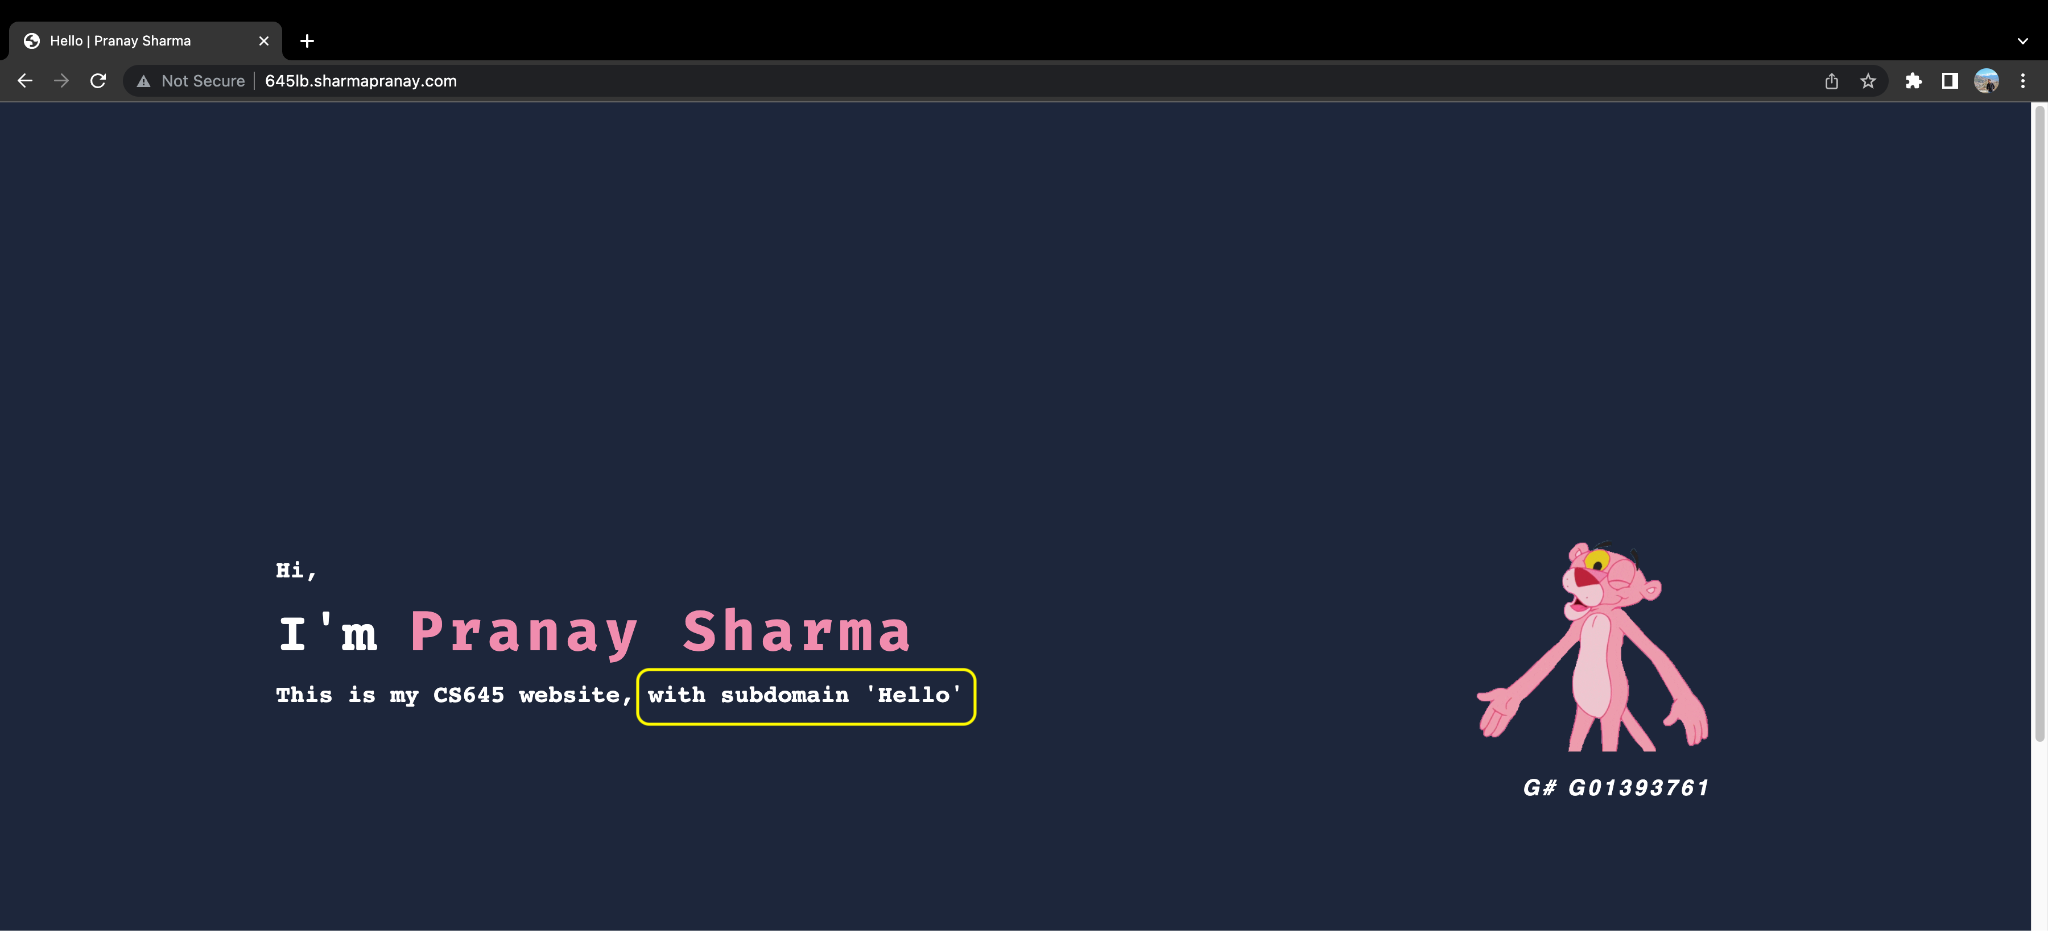 Hello | Pranay Sharma
Not Secure 645lb.sharmapranay.com
Hi,
I'm Pranay Sharma
This is my CS645 website, with subdomain 'Hello'
G# G01393761